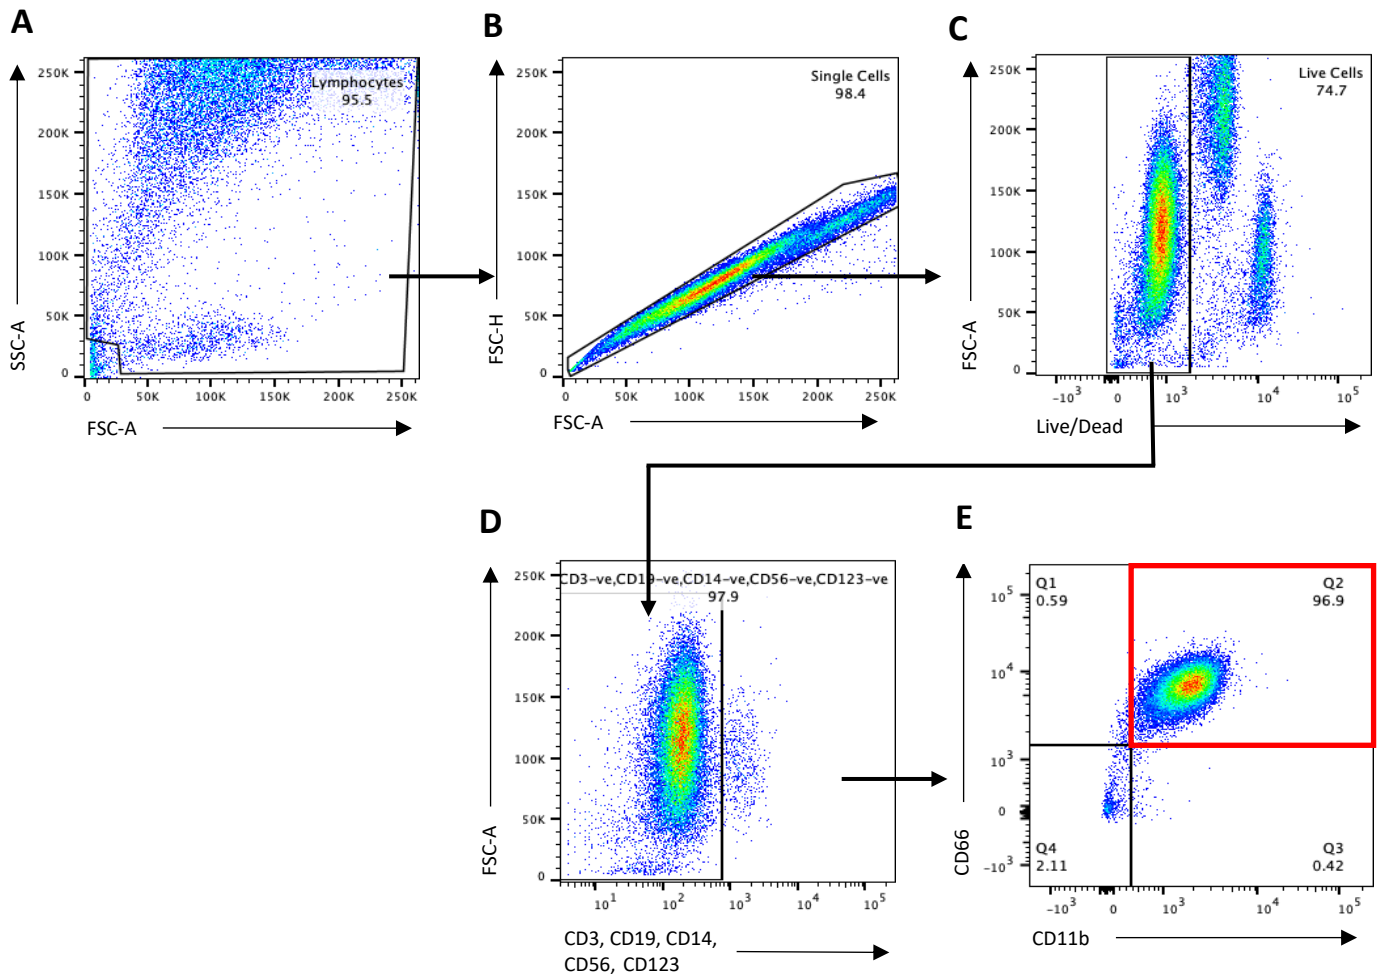 A
B
C
250K
200K
150K
100K
50K
0
Lymphocytes
95.5
SSC-A
0
50K
100K
150K
200K
250K
FSC-A
250K
200K
150K
100K
50K
0
Single Cells
98.4
FSC-H
0
50K
100K
150K
200K
250K
FSC-A
250K
200K
150K
100K
50K
0
Live Cells
74.7
FSC-A
-10³
0
10³
10⁴
10⁵
Live/Dead
D
E
250K
200K
150K
100K
50K
0
CD3-ve,CD19-ve,CD14-ve,CD56-ve,CD123-ve
97.9
FSC-A
10¹
10²
10³
10⁴
10⁵
CD3, CD19, CD14,
CD56, CD123
10⁵
10⁴
10³
0
-10³
Q1
0.59
Q2
96.9
Q4
2.11
Q3
0.42
CD66
-10³
0
10³
10⁴
10⁵
CD11b